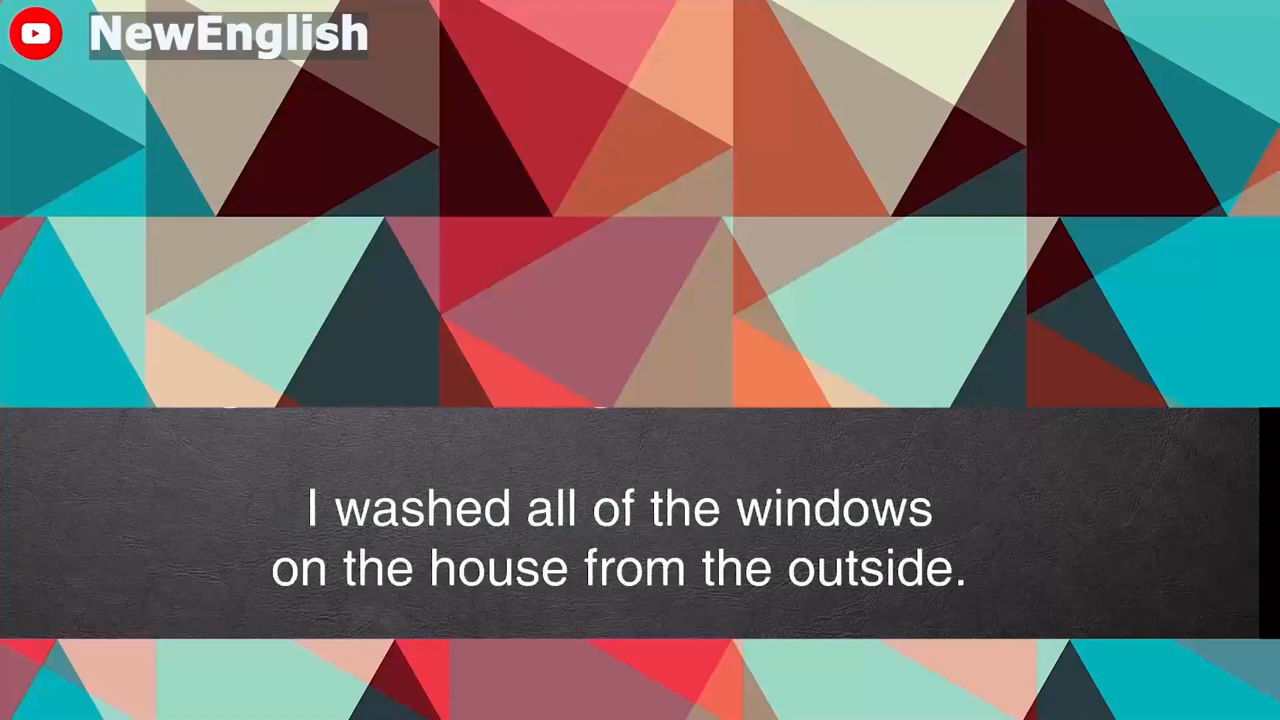 NewEnglish
I washed all of the windows
on the house from the outside.